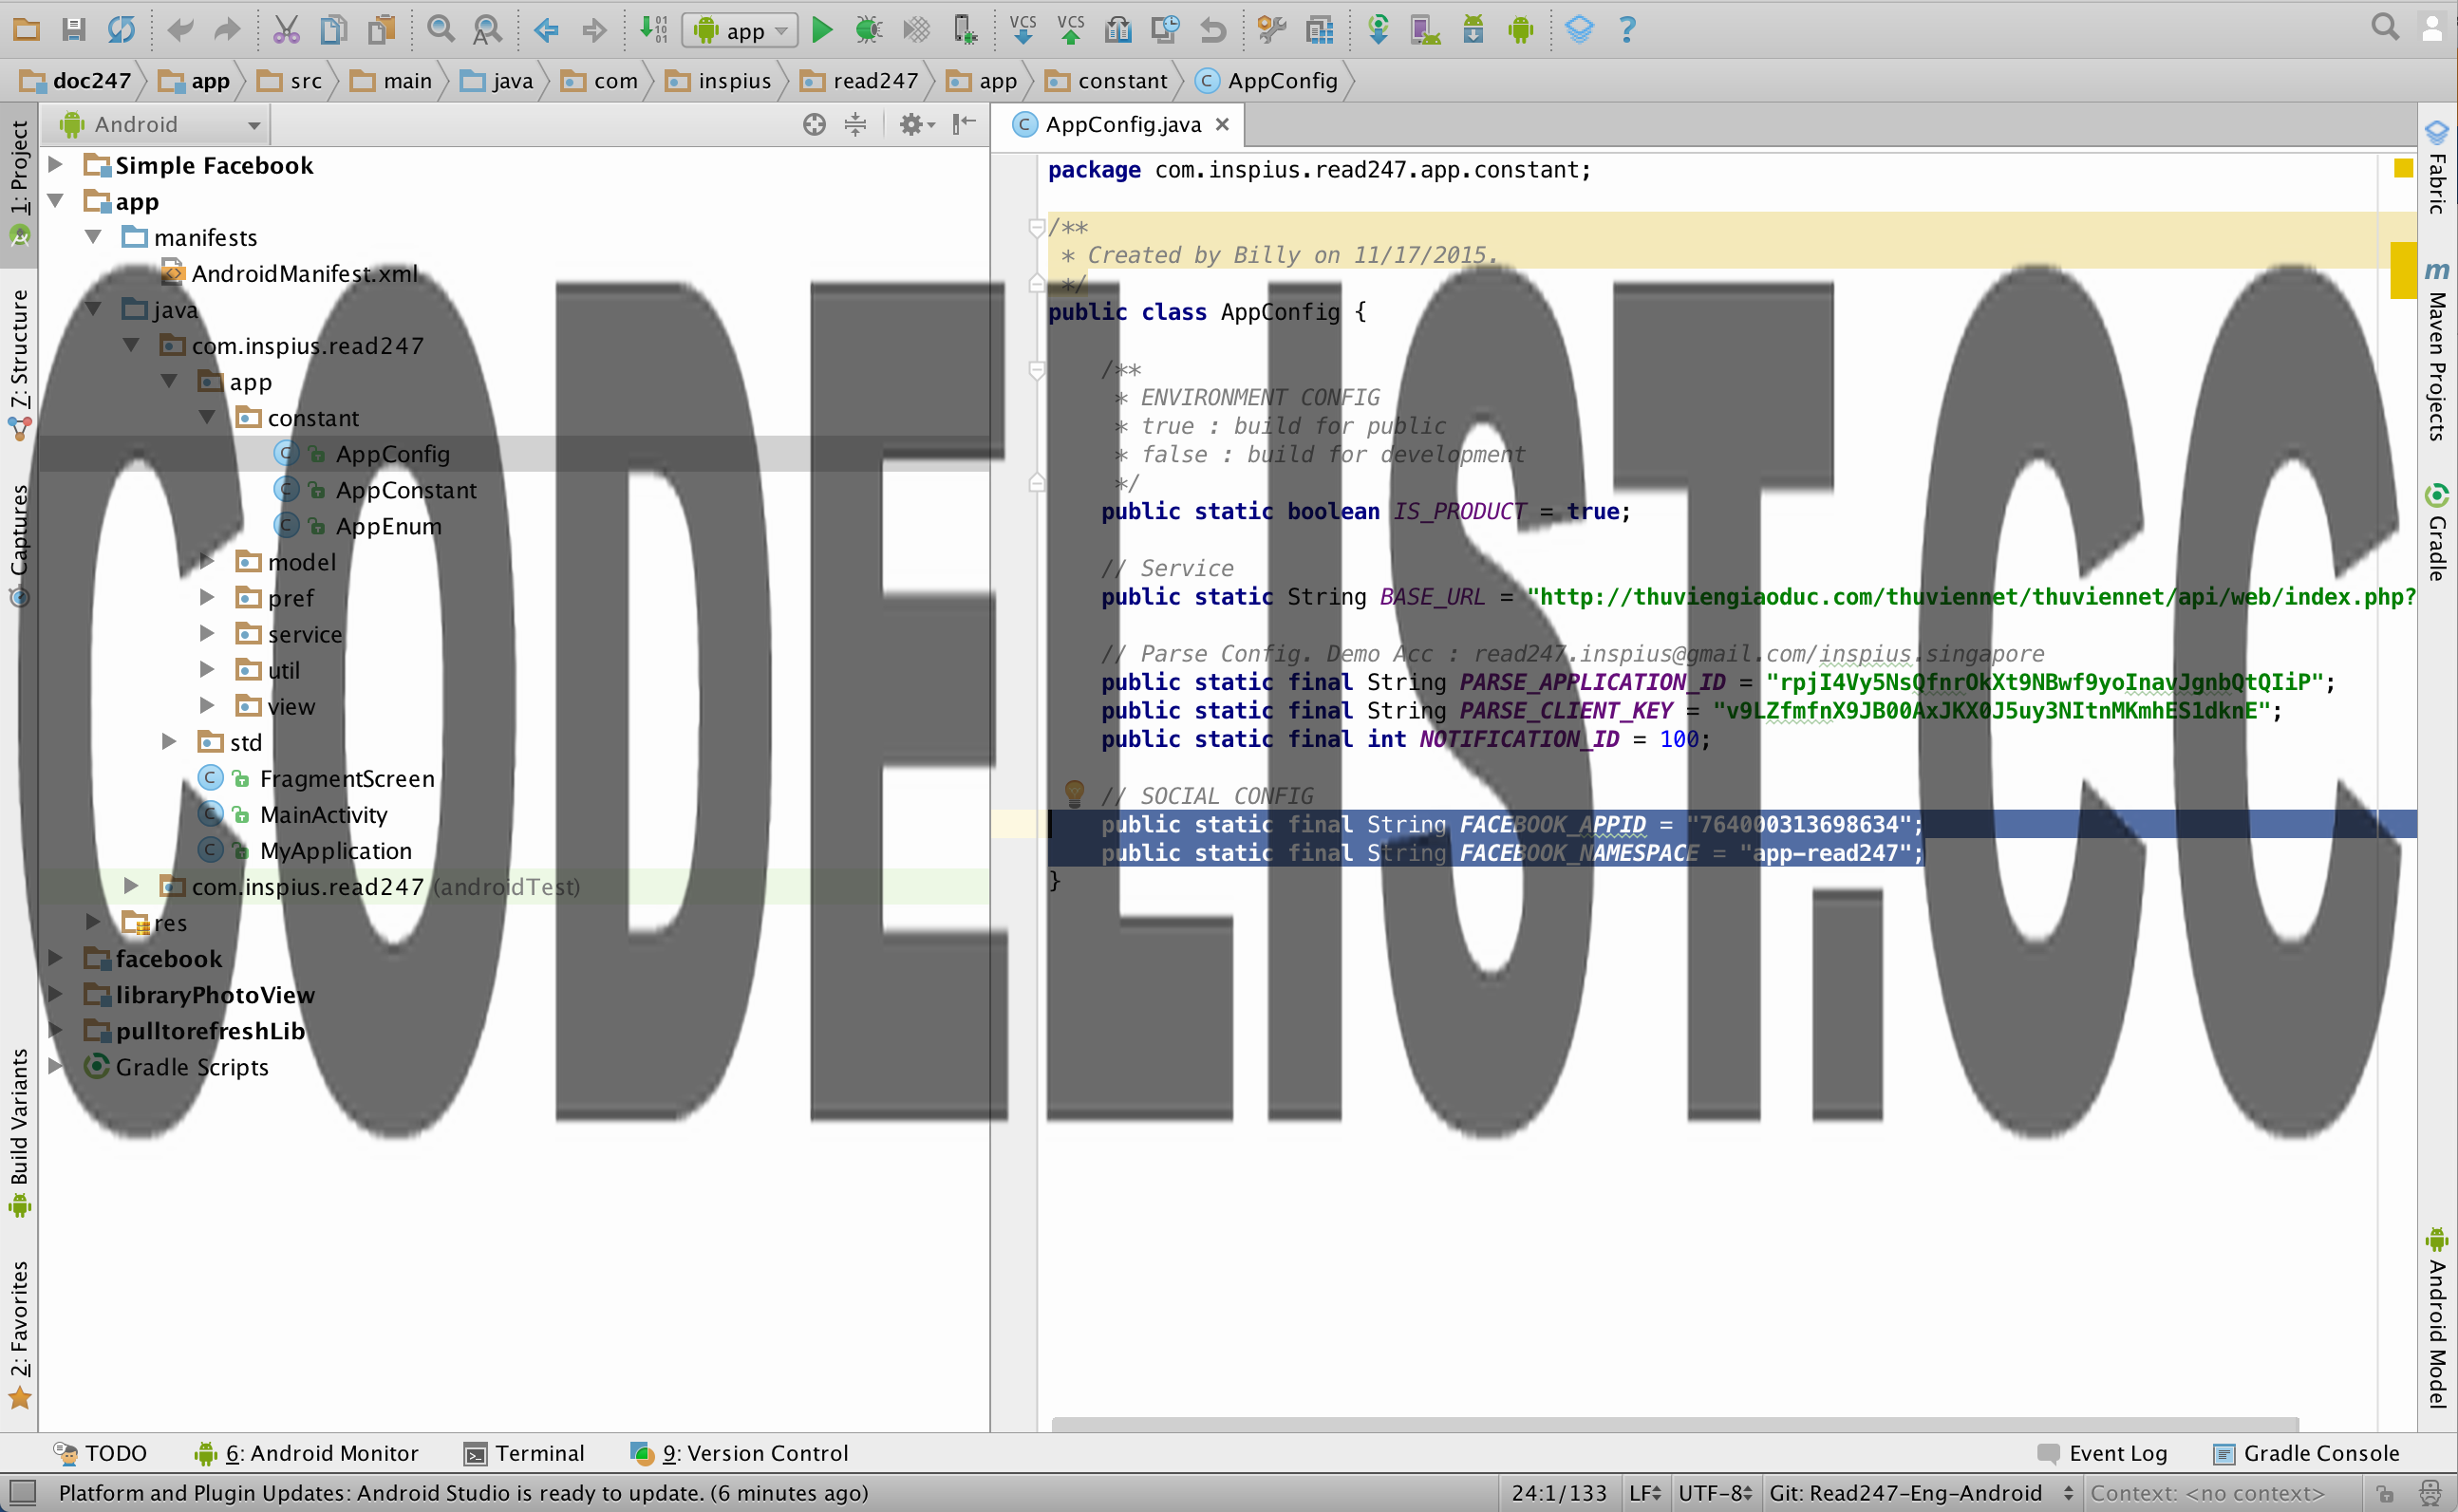 app
VCS
VCS
doc247
app
src
main
java
com
inspius
read247
app
constant
AppConfig
1: Project
7: Structure
Captures
Build Variants
2: Favorites
Android
Simple Facebook
app
manifests
AndroidManifest.xml
java
com.inspius.read247
app
constant
AppConfig
AppConstant
AppEnum
model
pref
service
util
view
std
FragmentScreen
MainActivity
MyApplication
com.inspius.read247 (androidTest)
res
facebook
libraryPhotoView
pulltorefreshLib
Gradle Scripts
AppConfig.java
package com.inspius.read247.app.constant;
/**
* Created by Billy on 11/17/2015.
*/
public class AppConfig {
/**
* ENVIRONMENT CONFIG
* true : build for public
* false : build for development
*/
public static boolean IS_PRODUCT = true;
// Service
public static String BASE_URL = "http://thuviengiaoduc.com/thuviennet/thuviennet/api/web/index.php?
// Parse Config. Demo Acc : read247.inspius@gmail.com/inspius.singapore
public static final String PARSE_APPLICATION_ID = "rpjI4Vy5NsQfnrOkXt9NBwf9yoInavJgnbQtQIiP";
public static final String PARSE_CLIENT_KEY = "v9LZfmfnX9JB00AxJKX0J5uy3NItnMKmhES1dknE";
public static final int NOTIFICATION_ID = 100;
// SOCIAL CONFIG
public static final String FACEBOOK_APPID = "764000313698634";
public static final String FACEBOOK_NAMESPACE = "app-read247";
}
CODELIST.CC
Fabric
Maven Projects
Gradle
Android Model
TODO
6: Android Monitor
Terminal
9: Version Control
Event Log
Gradle Console
Platform and Plugin Updates: Android Studio is ready to update. (6 minutes ago)
24:1/133
LF
UTF-8
Git: Read247-Eng-Android
Context: <no context>